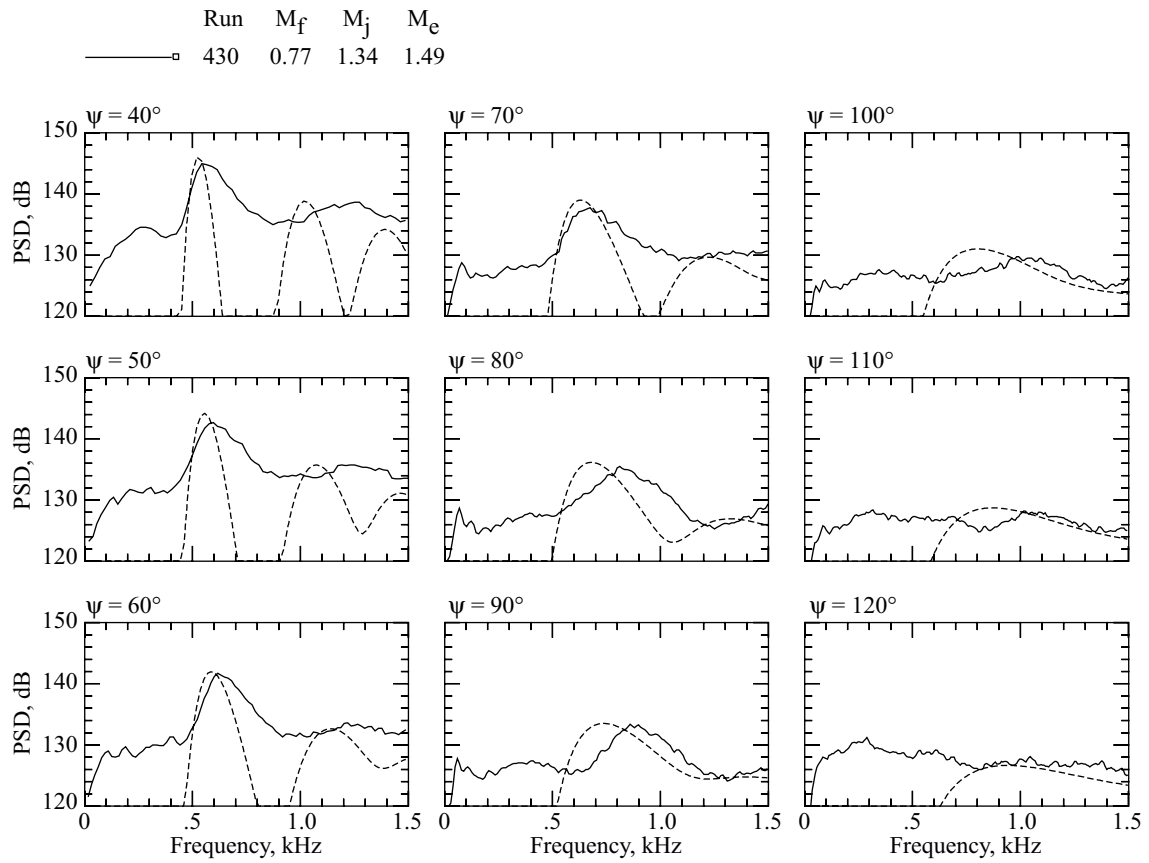 Run M_f M_j M_e
430 0.77 1.34 1.49
ψ = 40° ψ = 70° ψ = 100°
150
140
130
120
PSD, dB
ψ = 50° ψ = 80° ψ = 110°
150
140
130
120
PSD, dB
ψ = 60° ψ = 90° ψ = 120°
150
140
130
120
PSD, dB
0 .5 1.0 1.5 0 .5 1.0 1.5 0 .5 1.0 1.5
Frequency, kHz Frequency, kHz Frequency, kHz